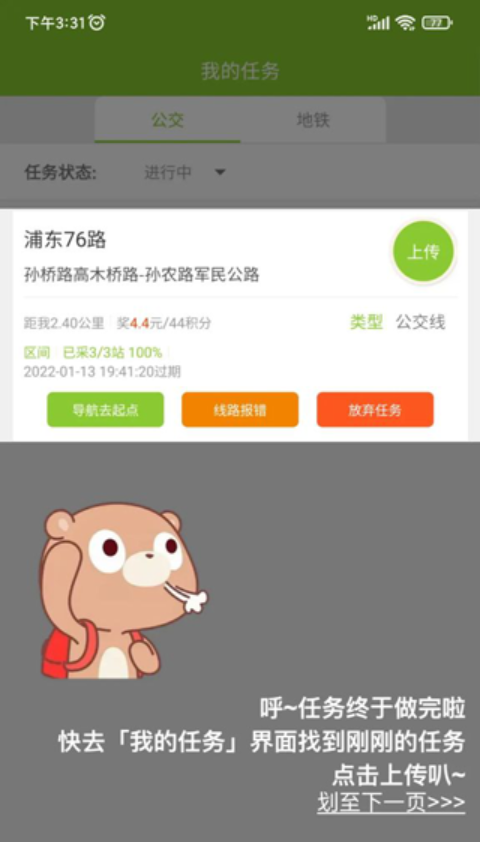 下午3:31
HD
77
我的任务
公交 地铁
任务状态: 进行中
浦东76路
上传
孙桥路高木桥路-孙农路军民公路
距我2.40公里 奖4.4元/44积分 类型 公交线
区间 已采3/3站 100%
2022-01-13 19:41:20过期
导航去起点 线路报错 放弃任务
呼~任务终于做完啦
快去「我的任务」界面找到刚刚的任务
点击上传叭~
划至下一页>>>